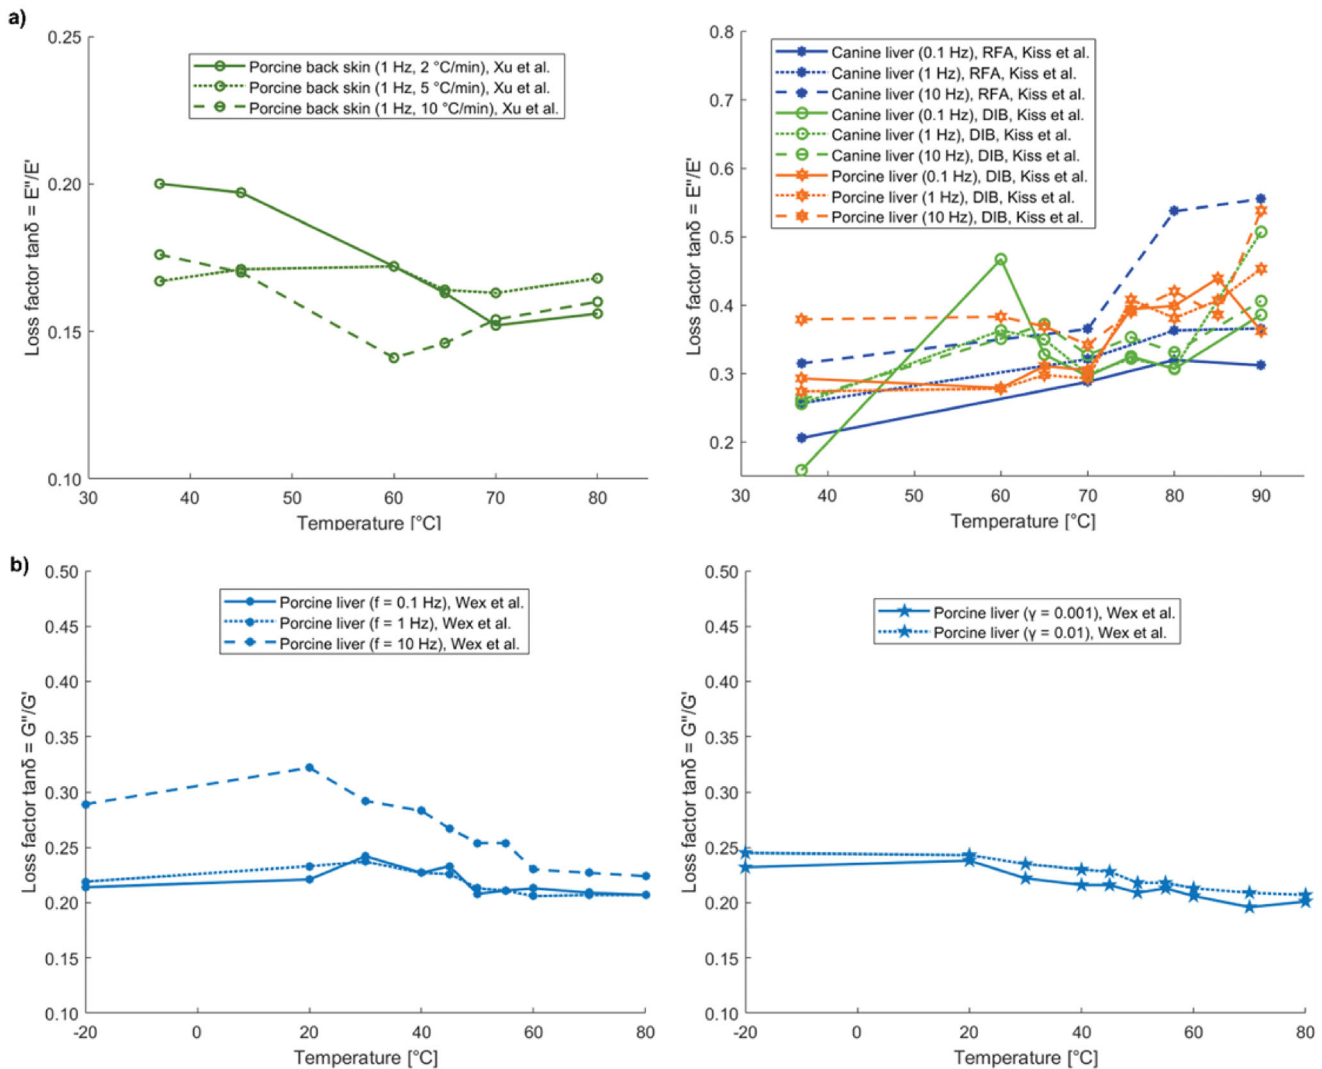 a)
0.25
0.20
0.15
0.10
Loss factor tanδ = E''/E'
Porcine back skin (1 Hz, 2 °C/min), Xu et al.
Porcine back skin (1 Hz, 5 °C/min), Xu et al.
Porcine back skin (1 Hz, 10 °C/min), Xu et al.
30 40 50 60 70 80
Temperature [°C]
0.8
0.7
0.6
0.5
0.4
0.3
0.2
Loss factor tanδ = E''/E'
Canine liver (0.1 Hz), RFA, Kiss et al.
Canine liver (1 Hz), RFA, Kiss et al.
Canine liver (10 Hz), RFA, Kiss et al.
Canine liver (0.1 Hz), DIB, Kiss et al.
Canine liver (1 Hz), DIB, Kiss et al.
Canine liver (10 Hz), DIB, Kiss et al.
Porcine liver (0.1 Hz), DIB, Kiss et al.
Porcine liver (1 Hz), DIB, Kiss et al.
Porcine liver (10 Hz), DIB, Kiss et al.
30 40 50 60 70 80 90
Temperature [°C]
b)
0.50
0.45
0.40
0.35
0.30
0.25
0.20
0.15
0.10
Loss factor tanδ = G''/G'
Porcine liver (f = 0.1 Hz), Wex et al.
Porcine liver (f = 1 Hz), Wex et al.
Porcine liver (f = 10 Hz), Wex et al.
-20 0 20 40 60 80
Temperature [°C]
0.50
0.45
0.40
0.35
0.30
0.25
0.20
0.15
0.10
Loss factor tanδ = G''/G'
Porcine liver (γ = 0.001), Wex et al.
Porcine liver (γ = 0.01), Wex et al.
-20 0 20 40 60 80
Temperature [°C]